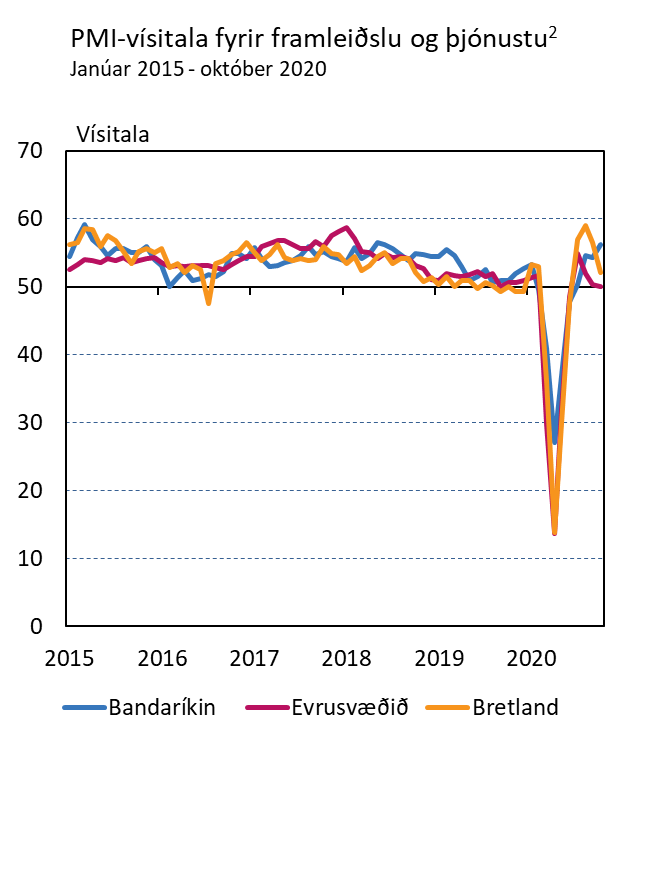 PMI-vísitala fyrir framleiðslu og þjónustu²
Janúar 2015 - október 2020
Vísitala
70
60
50
40
30
20
10
0
2015 2016 2017 2018 2019 2020
Bandaríkin Evrusvæðið Bretland